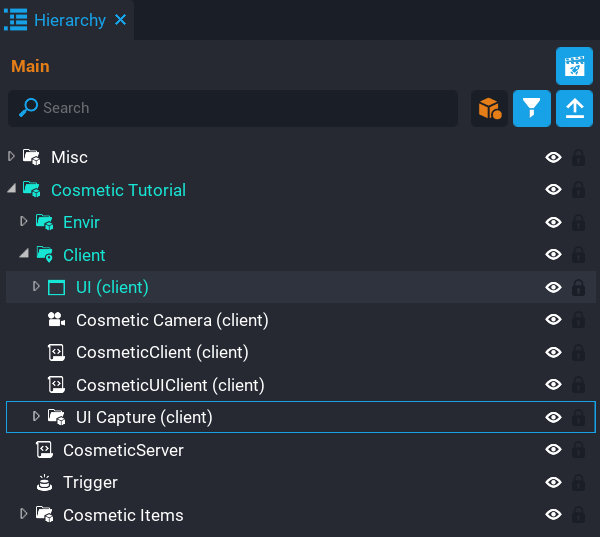 Hierarchy
Main
Search
Misc
Cosmetic Tutorial
Envir
Client
UI (client)
Cosmetic Camera (client)
CosmeticClient (client)
CosmeticUIClient (client)
UI Capture (client)
CosmeticServer
Trigger
Cosmetic Items